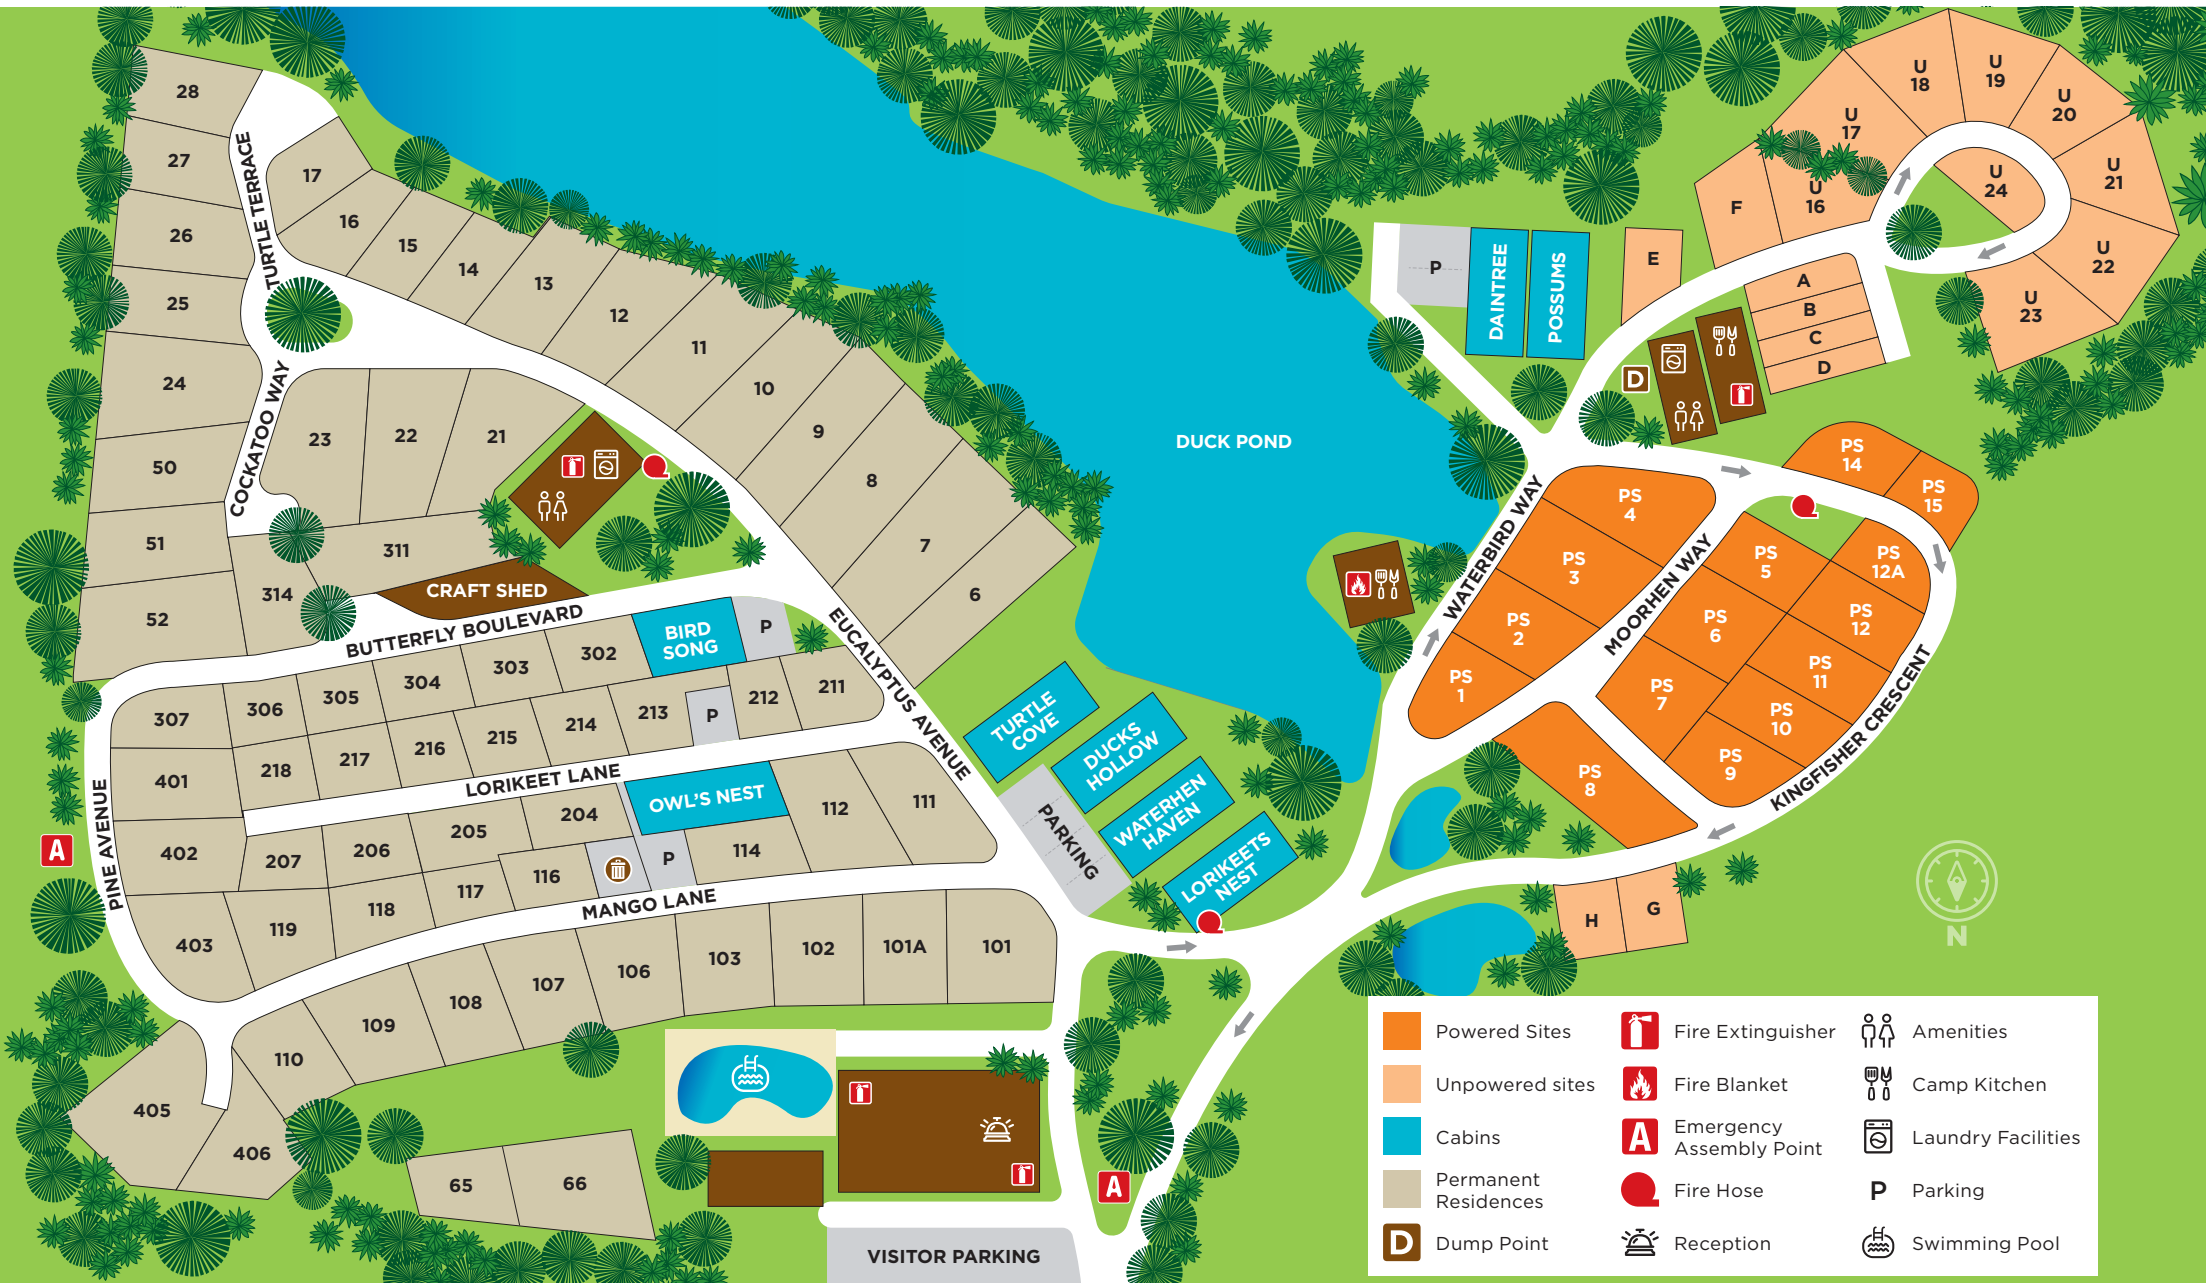 28
27
26
25
24
50
51
52
TURTLE TERRACE
17
16
15
14
13
12
11
10
9
8
7
6
COCKATOO WAY
23
22
21
311
314
CRAFT SHED
BUTTERFLY BOULEVARD
BIRD
SONG
P
EUCALYPTUS AVENUE
307
306
305
304
303
302
401
218
217
216
215
214
213
P
212
211
LORIKEET LANE
OWL'S NEST
PINE AVENUE
A
402
207
206
205
204
P
114
112
111
403
119
118
117
116
MANGO LANE
405
406
110
109
108
107
106
103
102
101A
101
65
66
A
VISITOR PARKING
DUCK POND
TURTLE
COVE
DUCKS
HOLLOW
WATERHEN
HAVEN
LORIKEETS
NEST
PARKING
P
DAINTREE
POSSUMS
E
F
U
16
U
17
U
18
U
19
U
20
U
21
U
22
U
23
U
24
A
B
C
D
D
WATERBIRD WAY
MOORHEN WAY
KINGFISHER CRESCENT
PS
14
PS
15
PS
4
PS
3
PS
2
PS
1
PS
5
PS
12A
PS
6
PS
12
PS
7
PS
11
PS
10
PS
9
PS
8
H
G
N
Powered Sites
Unpowered sites
Cabins
Permanent
Residences
D Dump Point
Fire Extinguisher
Fire Blanket
A Emergency
Assembly Point
Fire Hose
Reception
Amenities
Camp Kitchen
Laundry Facilities
P Parking
Swimming Pool